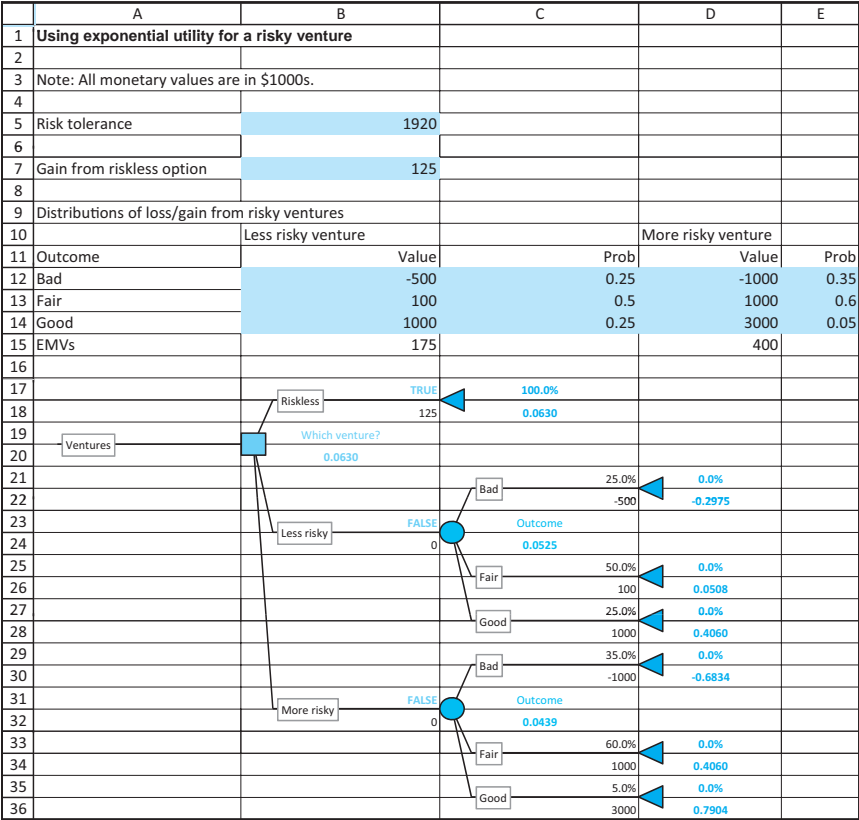 A B C D E
1 Using exponential utility for a risky venture
2
3 Note: All monetary values are in $1000s.
4
5 Risk tolerance 1920
6
7 Gain from riskless option 125
8
9 Distributions of loss/gain from risky ventures
10 Less risky venture More risky venture
11 Outcome Value Prob Value Prob
12 Bad -500 0.25 -1000 0.35
13 Fair 100 0.5 1000 0.6
14 Good 1000 0.25 3000 0.05
15 EMVs 175 400
16
17 TRUE 100.0%
Riskless
18 125 0.0630
19 Which venture?
Ventures
20 0.0630
21 25.0% 0.0%
Bad
22 -500 -0.2975
23 FALSE Outcome
Less risky
24 0 0.0525
25 50.0% 0.0%
Fair
26 100 0.0508
27 25.0% 0.0%
Good
28 1000 0.4060
29 35.0% 0.0%
Bad
30 -1000 -0.6834
31 FALSE Outcome
More risky
32 0 0.0439
33 60.0% 0.0%
Fair
34 1000 0.4060
35 5.0% 0.0%
Good
36 3000 0.7904